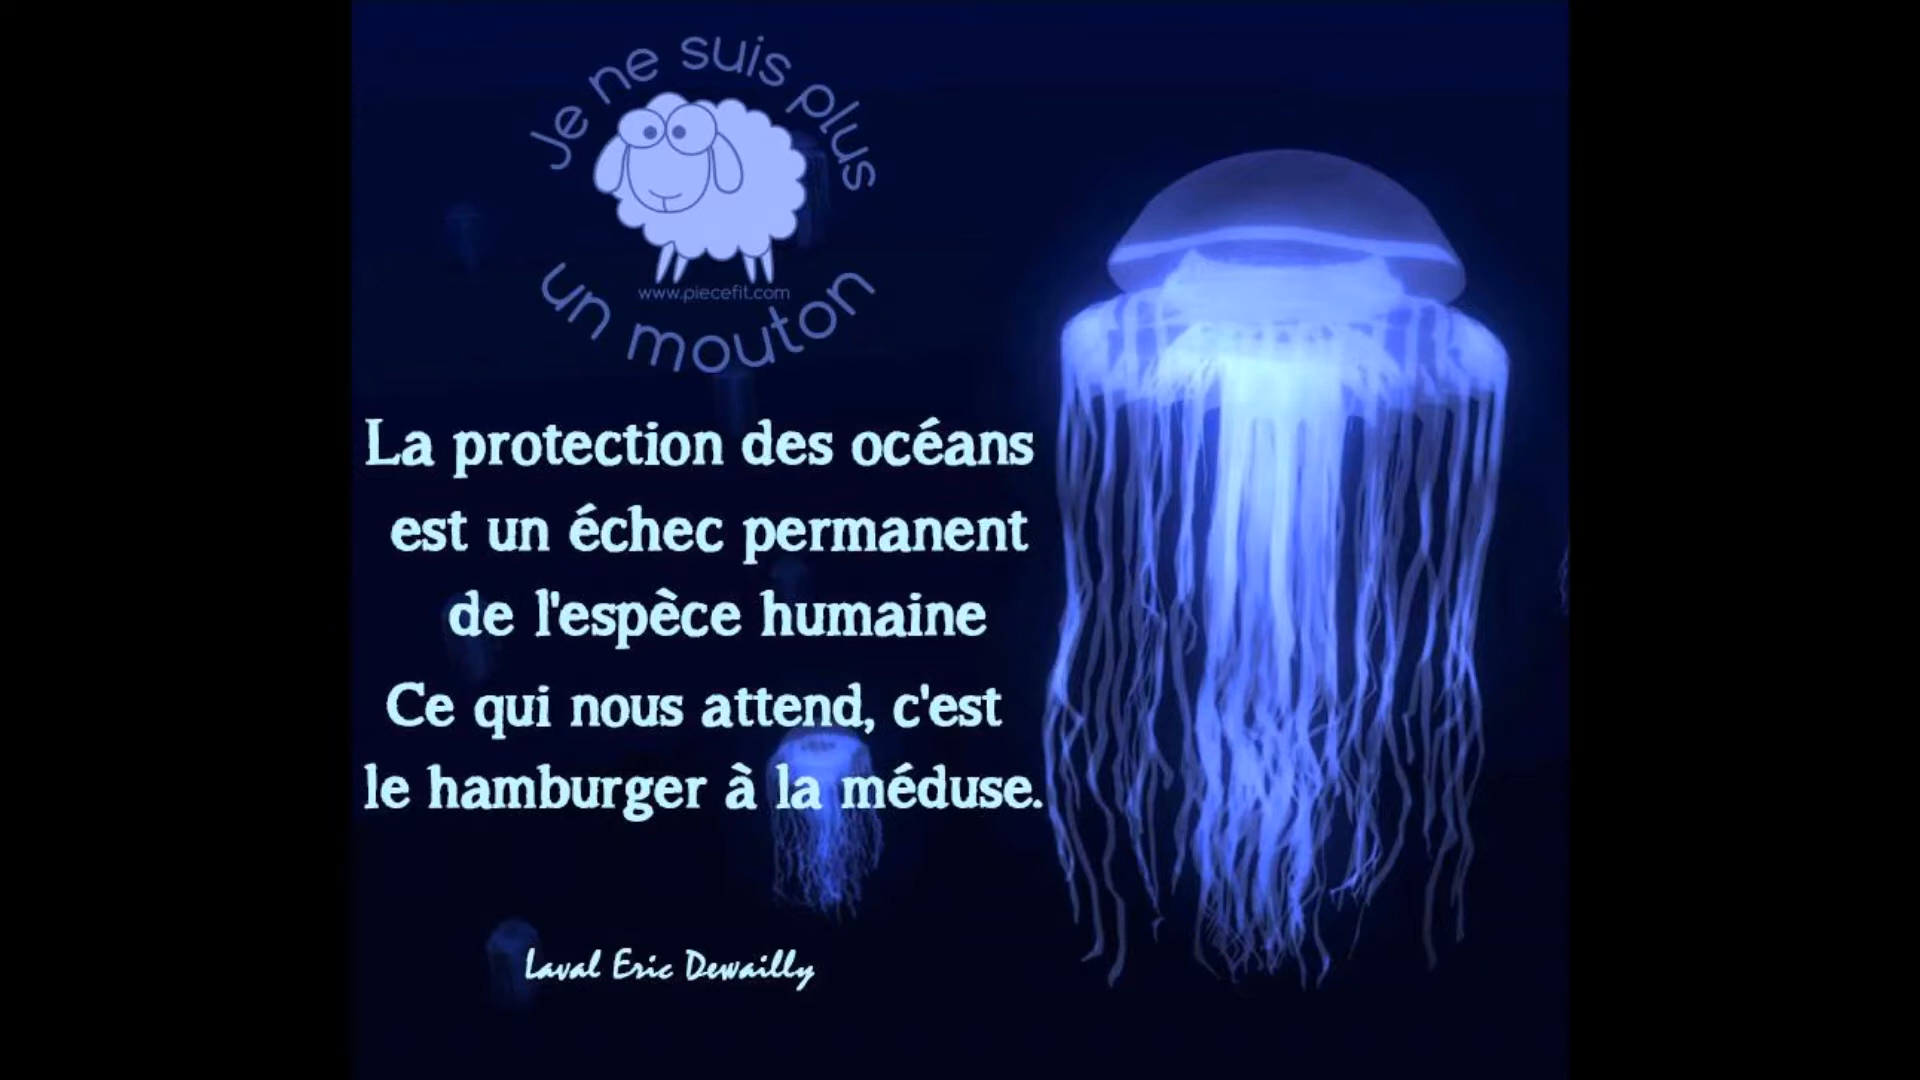 Je ne suis plus
www.piecefit.com
un mouton
La protection des océans
est un échec permanent
de l'espèce humaine
Ce qui nous attend, c'est
le hamburger à la méduse.
Laval Eric Dewailly